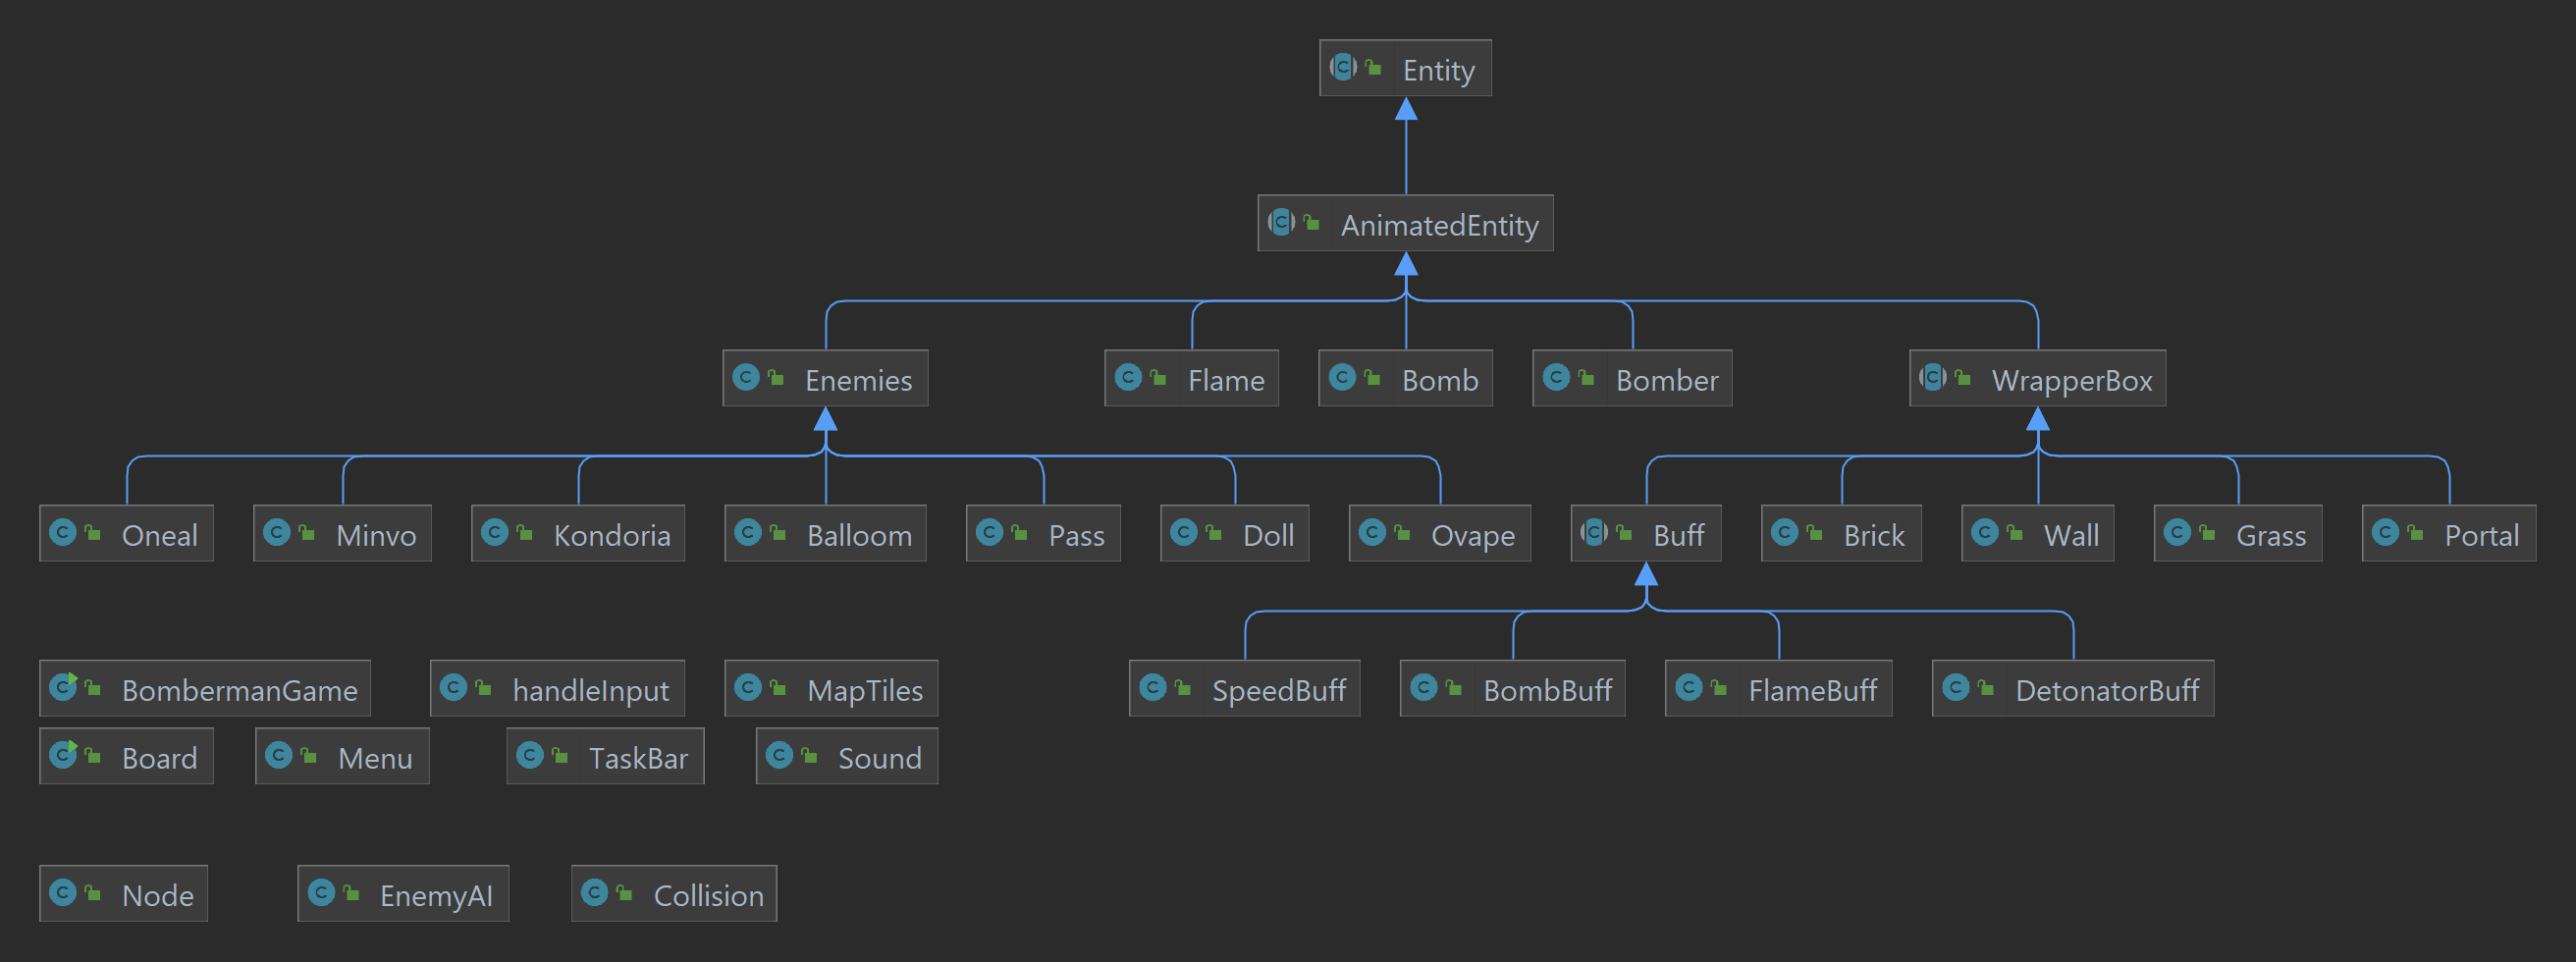 Entity
AnimatedEntity
Enemies Flame Bomb Bomber WrapperBox
Oneal Minvo Kondoria Balloom Pass Doll Ovape Buff Brick Wall Grass Portal
BombermanGame handleInput MapTiles SpeedBuff BombBuff FlameBuff DetonatorBuff
Board Menu TaskBar Sound
Node EnemyAI Collision